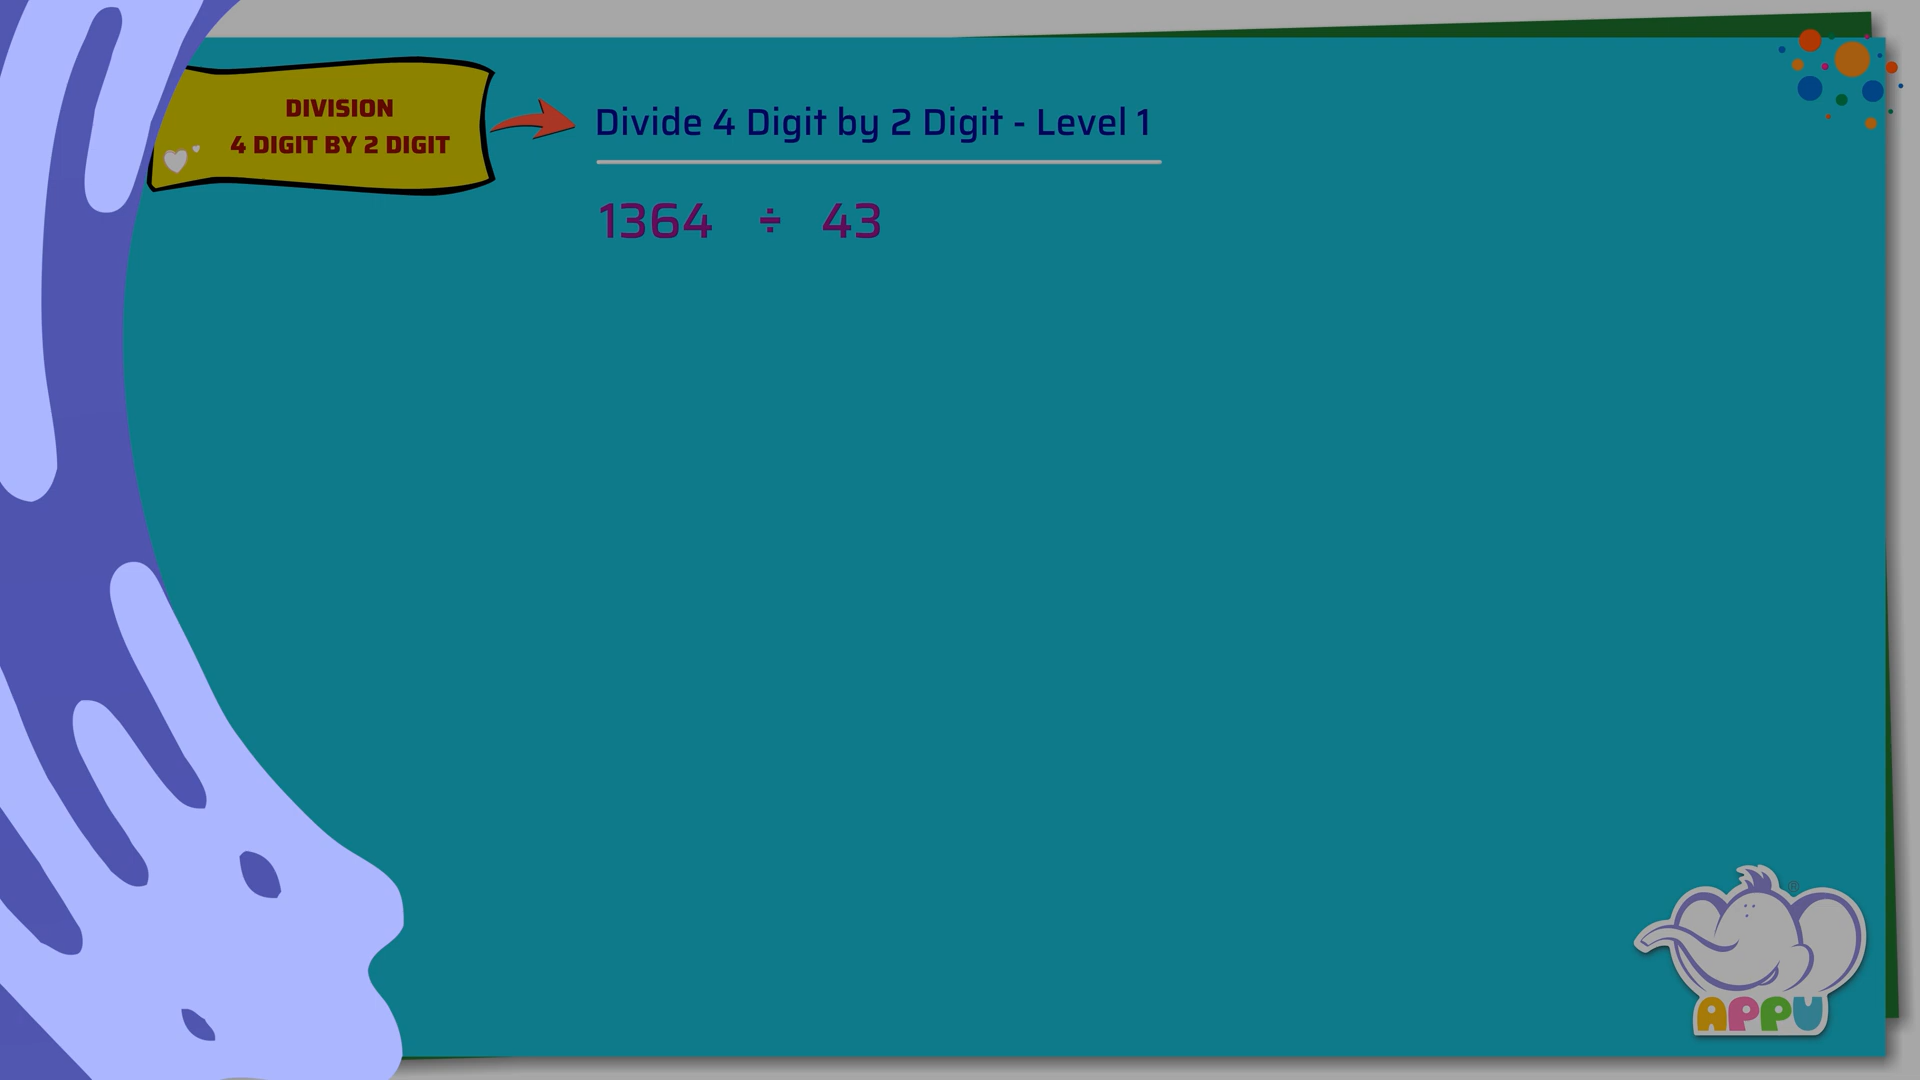 DIVISION
4 DIGIT BY 2 DIGIT
Divide 4 Digit by 2 Digit - Level 1
1364 ÷ 43
®
APPU